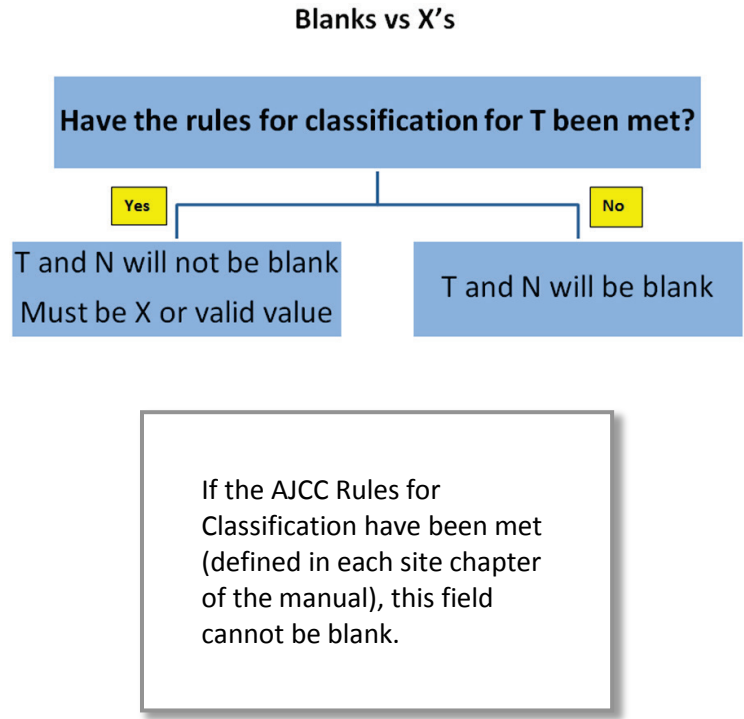 Blanks vs X’s
Have the rules for classification for T been met?
Yes
No
T and N will not be blank
Must be X or valid value
T and N will be blank
If the AJCC Rules for
Classification have been met
(defined in each site chapter
of the manual), this field
cannot be blank.